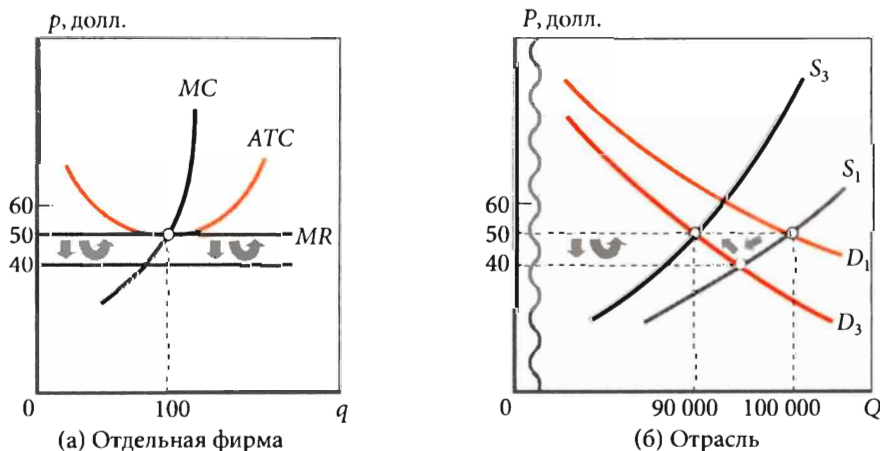 p, долл.
MC
ATC
60
50
MR
40
0
100
q
(а) Отдельная фирма
P, долл.
S3
S1
60
50
40
D1
D3
0
90 000
100 000
Q
(б) Отрасль